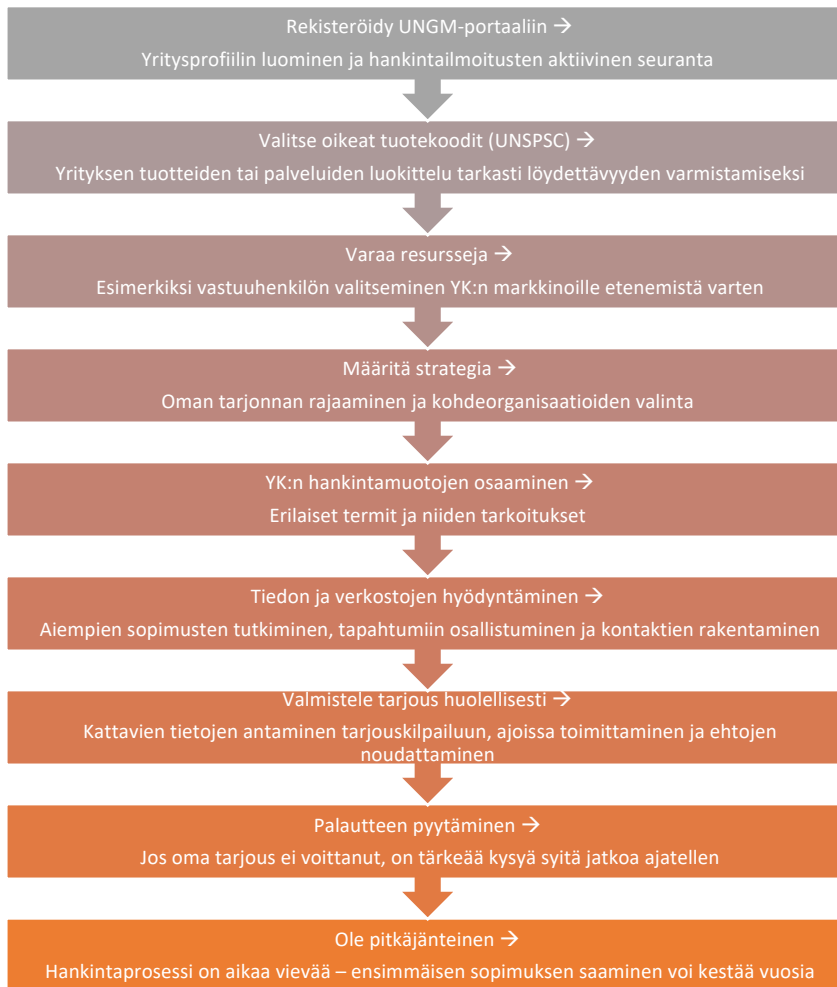 Rekisteröidy UNGM-portaaliin →
Yritysprofiilin luominen ja hankintailmoitusten aktiivinen seuranta
Valitse oikeat tuotekoodit (UNSPSC) →
Yrityksen tuotteiden tai palveluiden luokittelu tarkasti löydettävyyden varmistamiseksi
Varaa resursseja →
Esimerkiksi vastuuhenkilön valitseminen YK:n markkinoille etenemistä varten
Määritä strategia →
Oman tarjonnan rajaaminen ja kohdeorganisaatioiden valinta
YK:n hankintamuotojen osaaminen →
Erilaiset termit ja niiden tarkoitukset
Tiedon ja verkostojen hyödyntäminen →
Aiempien sopimusten tutkiminen, tapahtumiin osallistuminen ja kontaktien rakentaminen
Valmistele tarjous huolellisesti →
Kattavien tietojen antaminen tarjouskilpailuun, ajoissa toimittaminen ja ehtojen
noudattaminen
Palautteen pyytäminen →
Jos oma tarjous ei voittanut, on tärkeää kysyä syitä jatkoa ajatellen
Ole pitkäjänteinen →
Hankintaprosessi on aikaa vievää – ensimmäisen sopimuksen saaminen voi kestää vuosia